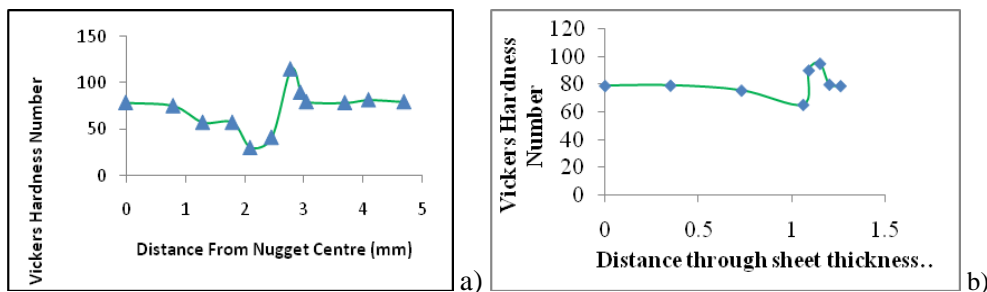 Vickers Hardness Number
150
100
50
0
0 1 2 3 4 5
Distance From Nugget Centre (mm)
a)
Vickers Hardness
Number
120
100
80
60
40
20
0
0 0.5 1 1.5
Distance through sheet thickness..
b)